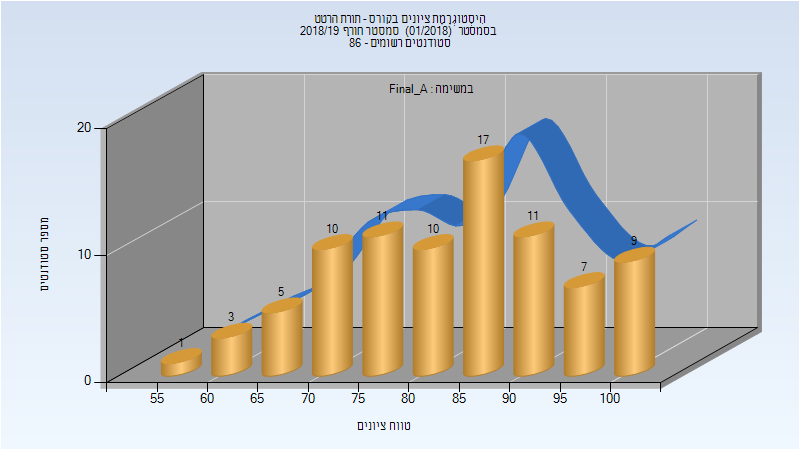 היסטוגרמת ציונים בקורס - תורת הרטט
בסמסטר (01/2018) סמסטר חורף 2018/19
סטודנטים רשומים - 86
במשימה : Final_A
מספר סטודנטים
20
10
0
1
3
5
10
11
10
17
11
7
9
55 60 65 70 75 80 85 90 95 100
טווח ציונים